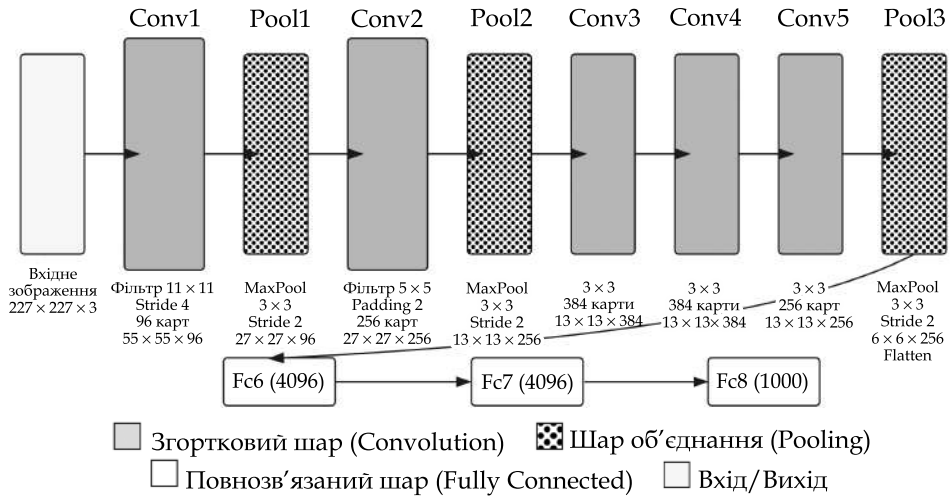 Conv1 Pool1 Conv2 Pool2 Conv3 Conv4 Conv5 Pool3
Вхідне
зображення
227 × 227 × 3
Фільтр 11 × 11
Stride 4
96 карт
55 × 55 × 96
MaxPool
3 × 3
Stride 2
27 × 27 × 96
Фільтр 5 × 5
Padding 2
256 карт
27 × 27 × 256
MaxPool
3 × 3
Stride 2
13 × 13 × 256
3 × 3
384 карти
13 × 13 × 384
3 × 3
384 карти
13 × 13× 384
3 × 3
256 карт
13 × 13 × 256
MaxPool
3 × 3
Stride 2
6 × 6 × 256
Flatten
Fc6 (4096) Fc7 (4096) Fc8 (1000)
Згортковий шар (Convolution) Шар об’єднання (Pooling)
Повнозв’язаний шар (Fully Connected) Вхід/Вихід